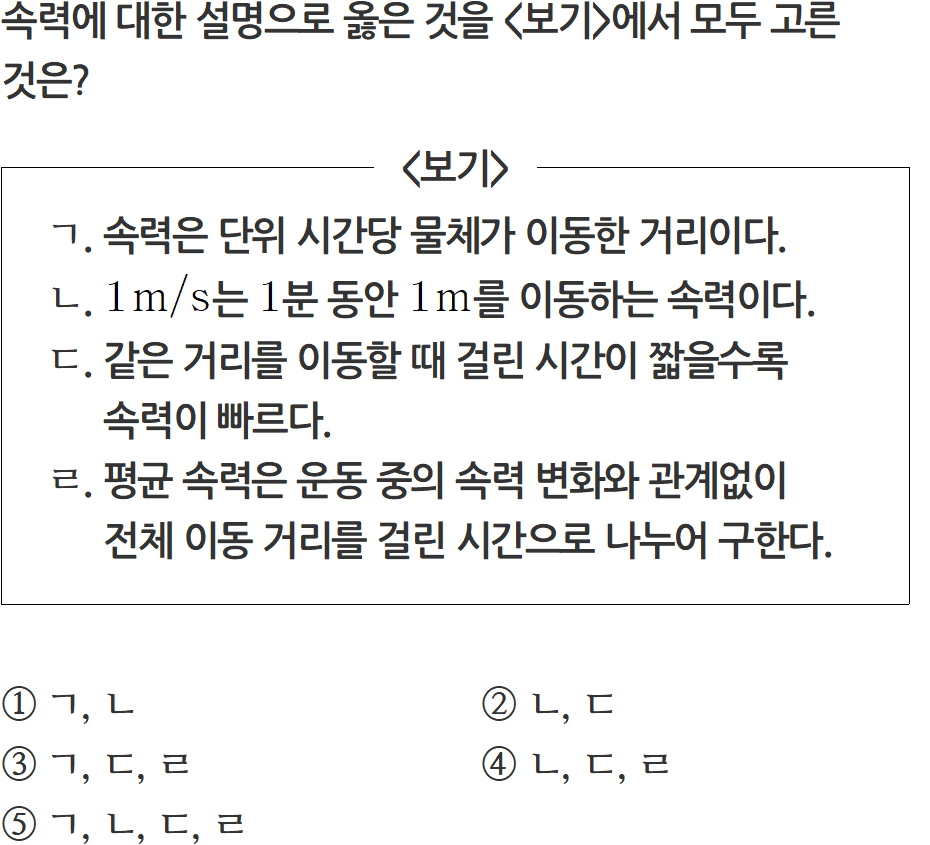 속력에 대한 설명으로 옳은 것을 <보기>에서 모두 고른
것은?
<보기>
ㄱ. 속력은 단위 시간당 물체가 이동한 거리이다.
ㄴ. 1m/s는 1분 동안 1m를 이동하는 속력이다.
ㄷ. 같은 거리를 이동할 때 걸린 시간이 짧을수록
속력이 빠르다.
ㄹ. 평균 속력은 운동 중의 속력 변화와 관계없이
전체 이동 거리를 걸린 시간으로 나누어 구한다.
① ㄱ, ㄴ ② ㄴ, ㄷ
③ ㄱ, ㄷ, ㄹ ④ ㄴ, ㄷ, ㄹ
⑤ ㄱ, ㄴ, ㄷ, ㄹ